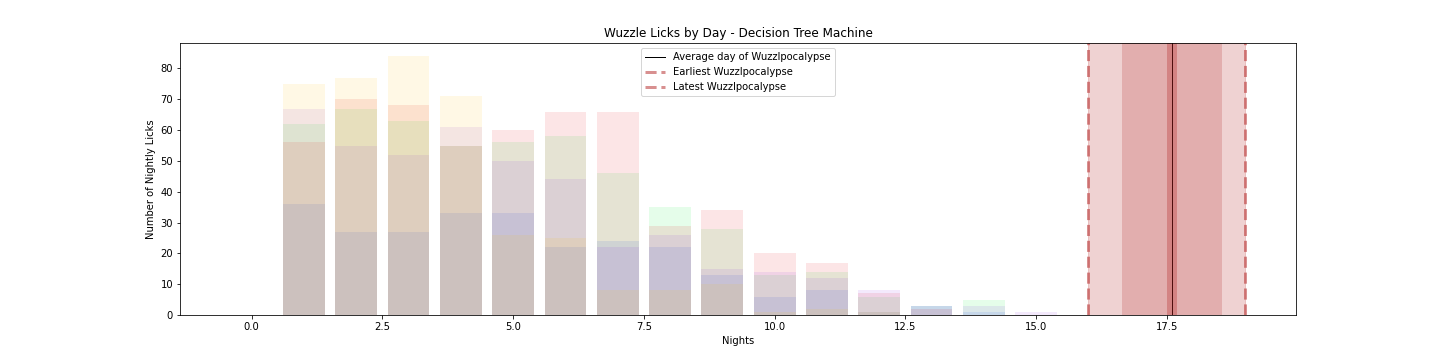 Wuzzle Licks by Day - Decision Tree Machine
Average day of Wuzzlpocalypse
Earliest Wuzzlpocalypse
Latest Wuzzlpocalypse
Number of Nightly Licks
80
70
60
50
40
30
20
10
0
0.0 2.5 5.0 7.5 10.0 12.5 15.0 17.5
Nights